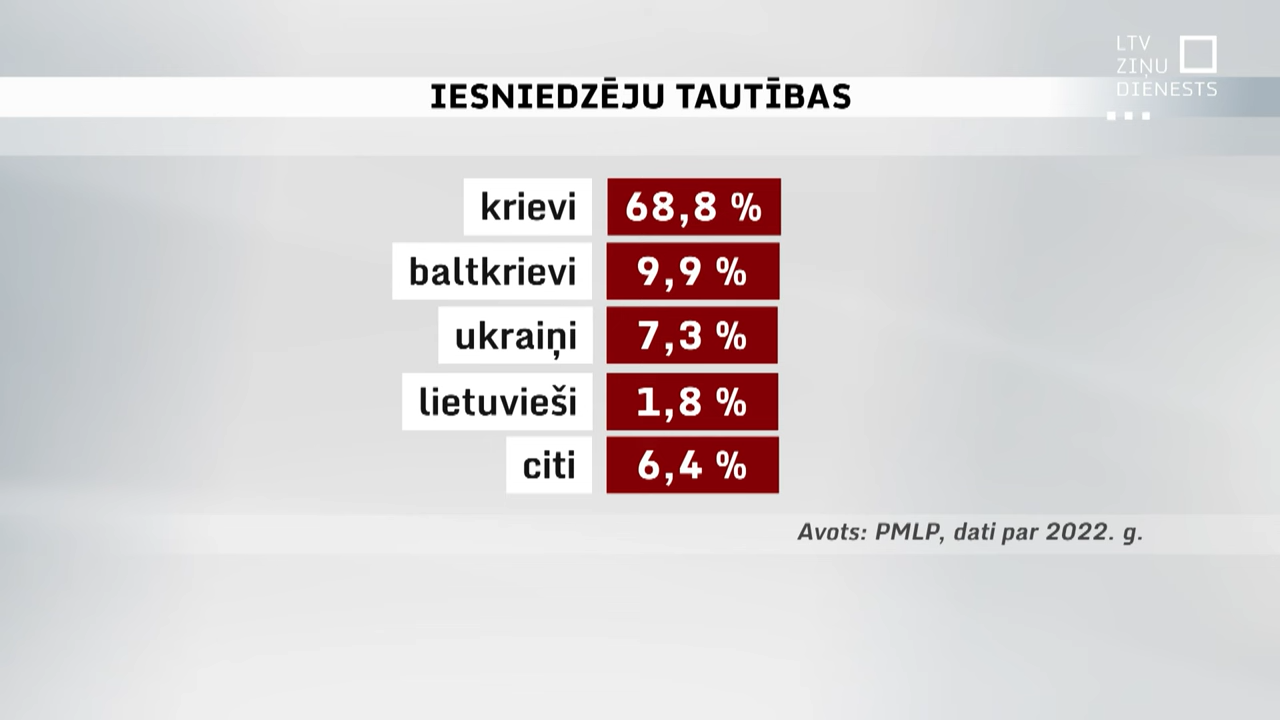 LTV
ZIŅU
DIENESTS
IESNIEDZĒJU TAUTĪBAS
krievi 68,8 %
baltkrievi 9,9 %
ukraiņi 7,3 %
lietuvieši 1,8 %
citi 6,4 %
Avots: PMLP, dati par 2022. g.